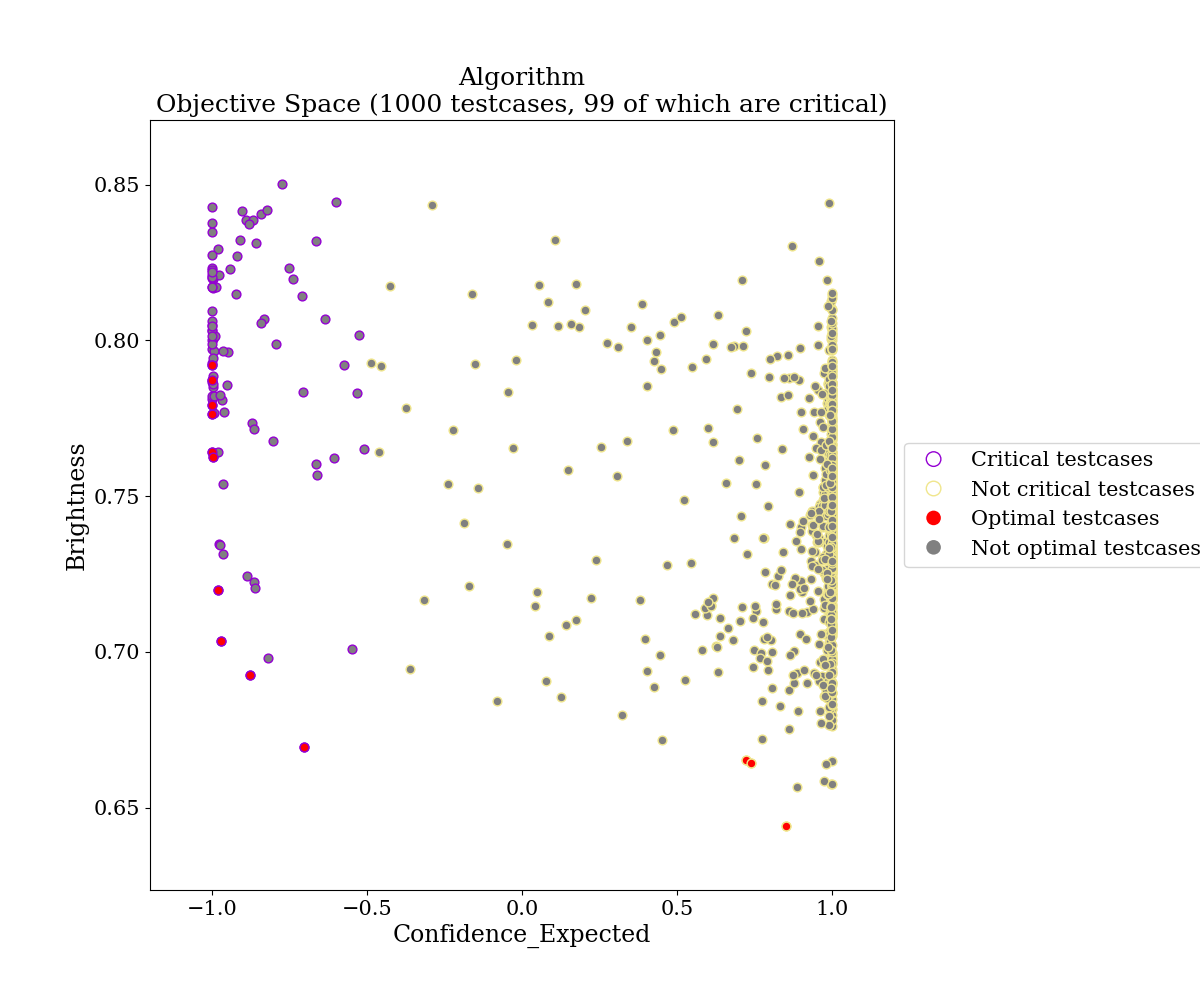 Algorithm
Objective Space (1000 testcases, 99 of which are critical)
0.85
0.80
0.75
0.70
0.65
Brightness
−1.0
−0.5
0.0
0.5
1.0
Confidence_Expected
Critical testcases
Not critical testcases
Optimal testcases
Not optimal testcases